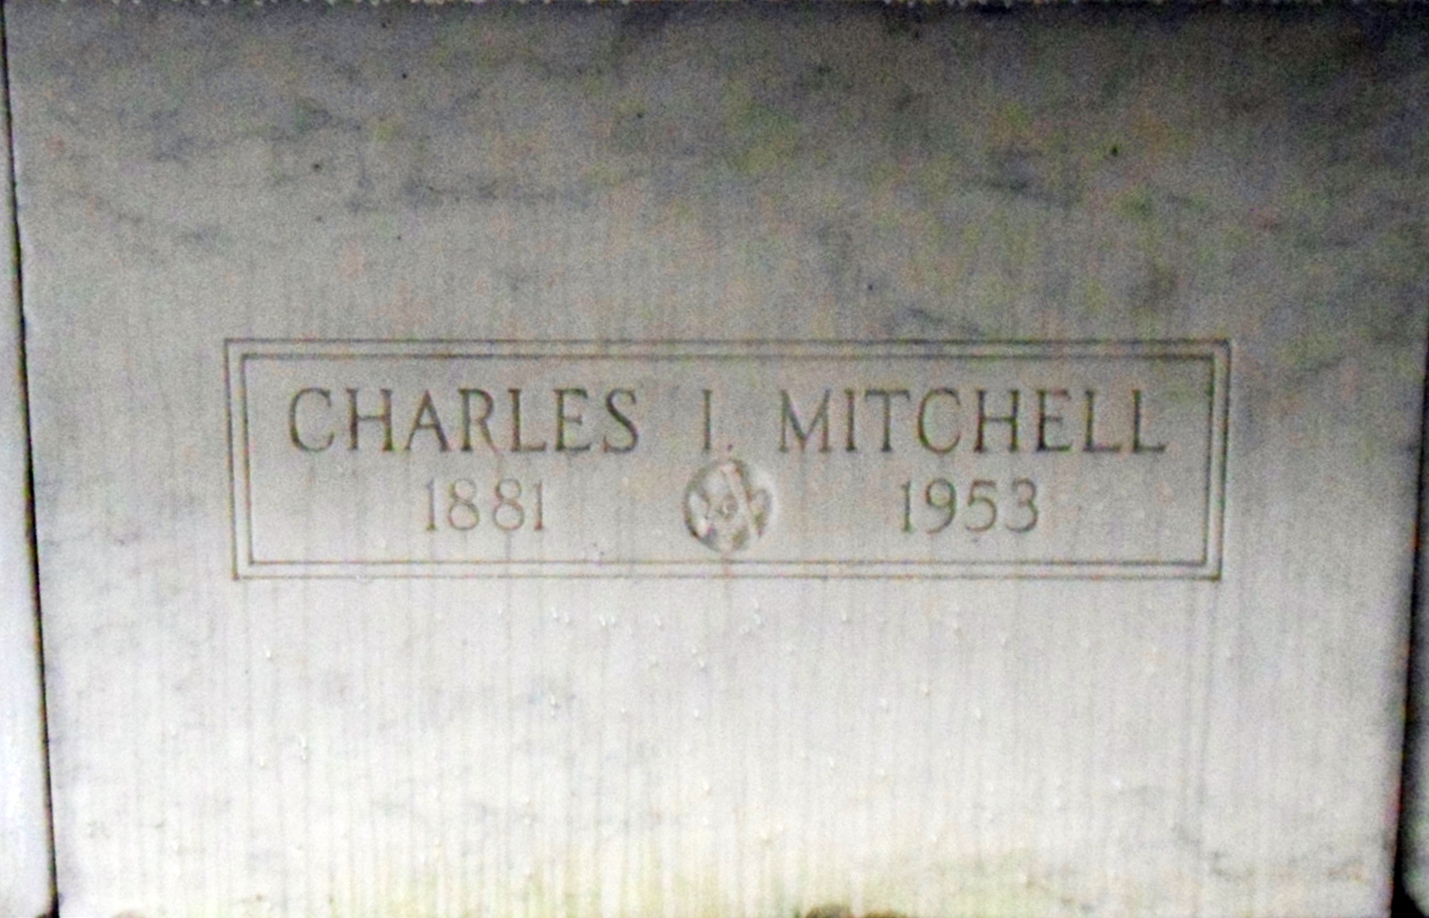 CHARLES I. MITCHELL
1881 1953